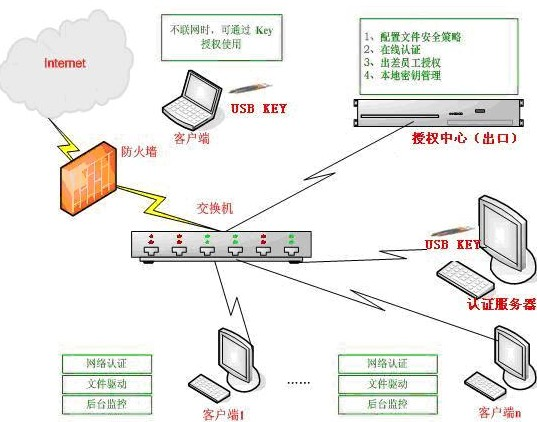 不联网时，可通过 Key
授权使用
Internet
USB KEY
客户端
1、配置文件安全策略
2、在线认证
3、出差员工授权
4、本地密钥管理
授权中心（出口）
防火墙
交换机
USB KEY
认证服务器
网络认证
文件驱动
后台监控
客户端1
……
网络认证
文件驱动
后台监控
客户端n